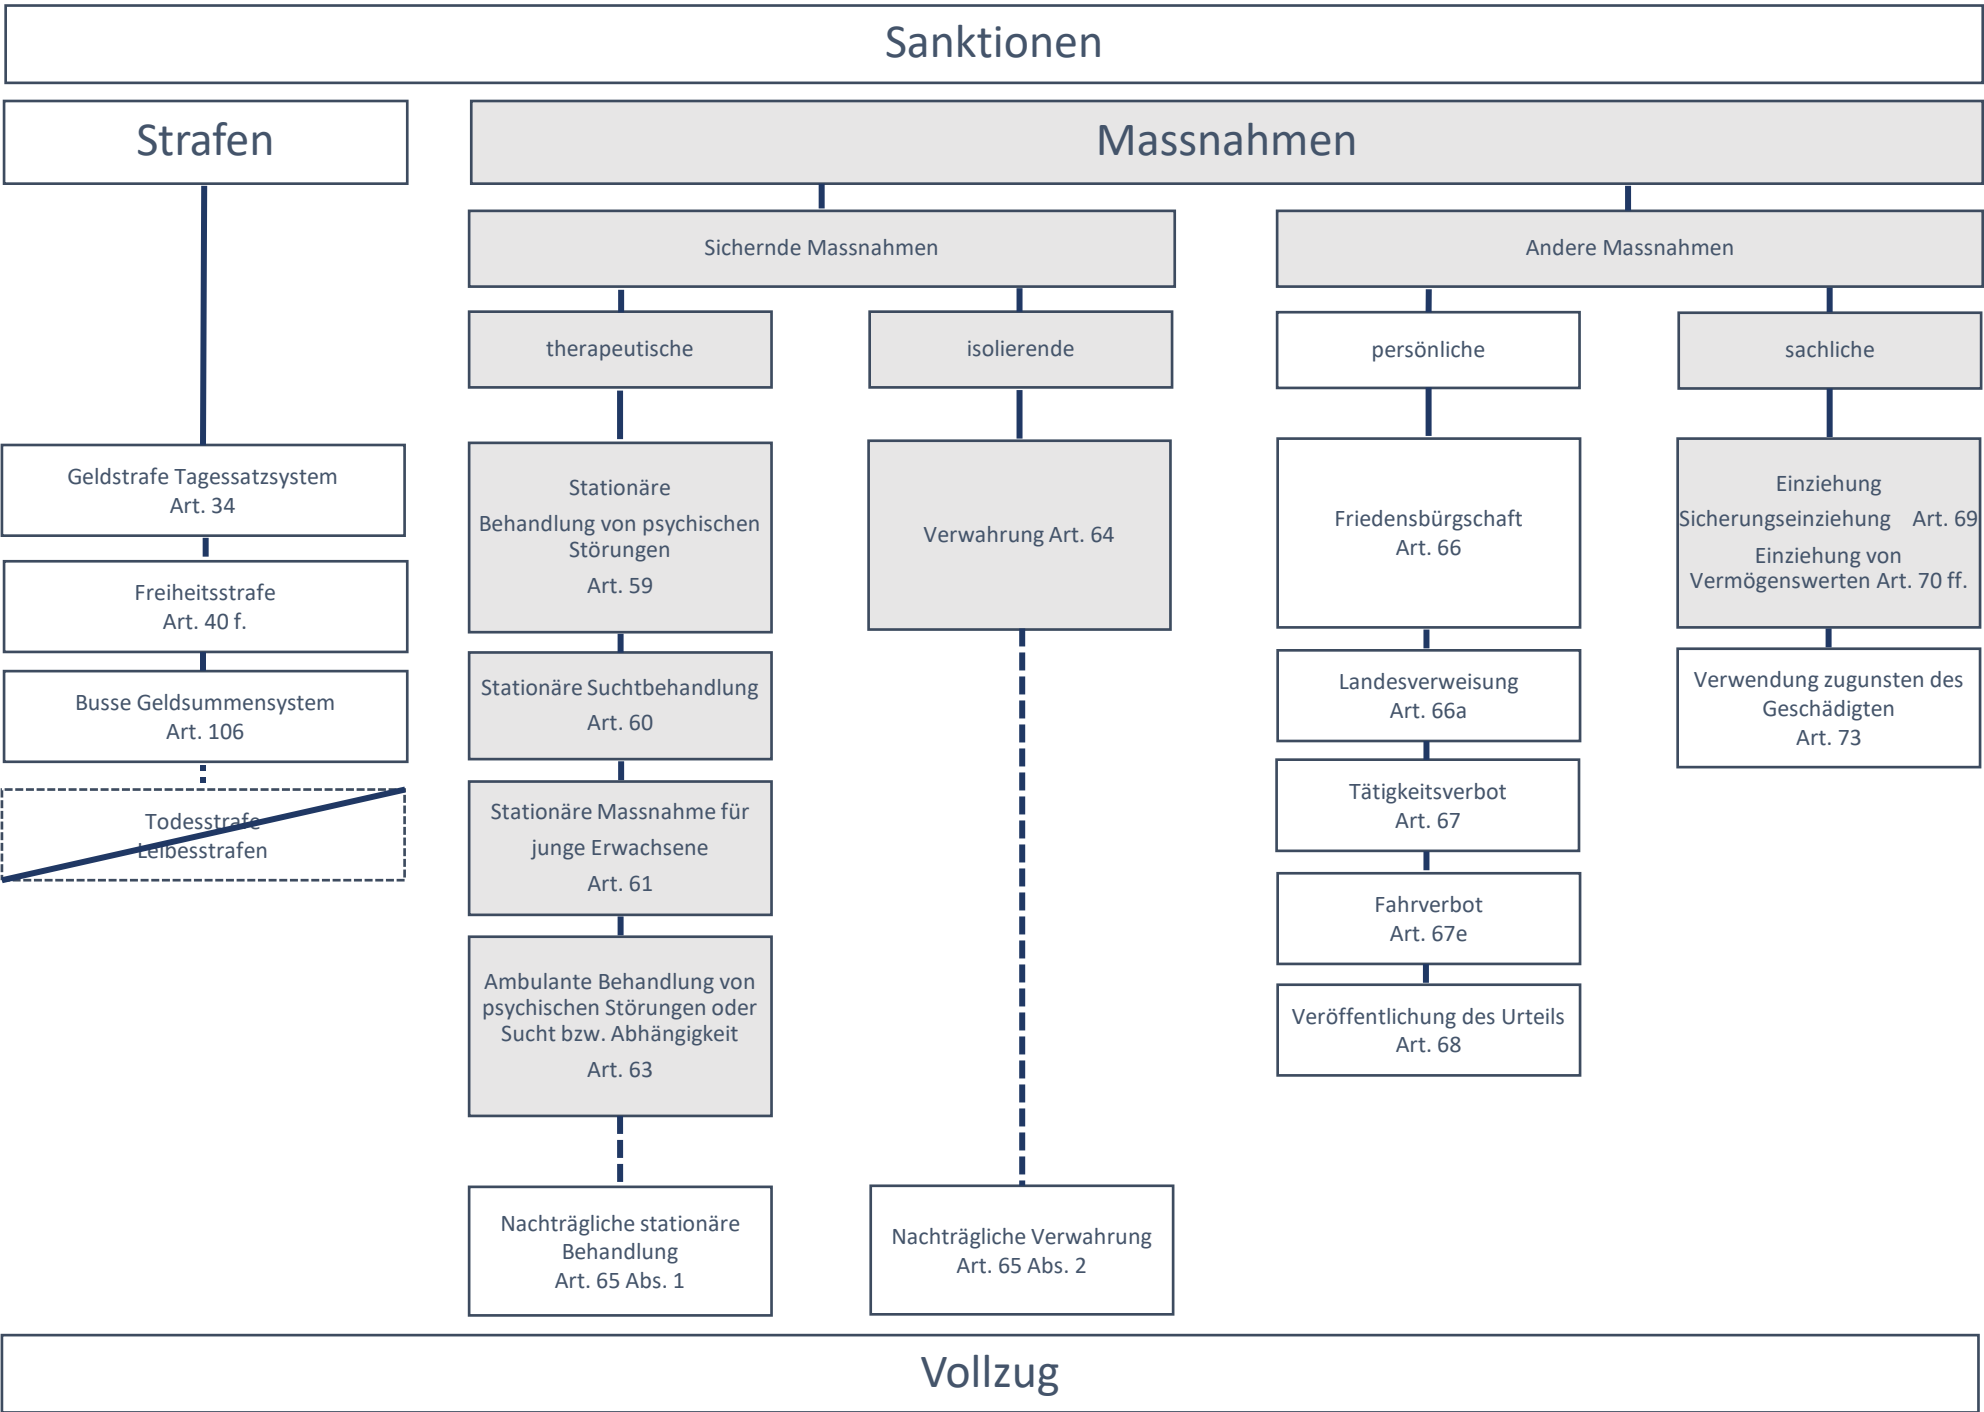 Sanktionen
Strafen
Massnahmen
Sichernde Massnahmen
Andere Massnahmen
therapeutische
isolierende
persönliche
sachliche
Geldstrafe Tagessatzsystem
Art. 34
Freiheitsstrafe
Art. 40 f.
Busse Geldsummensystem
Art. 106
Todesstrafe
Leibesstrafen
Stationäre
Behandlung von psychischen
Störungen
Art. 59
Stationäre Suchtbehandlung
Art. 60
Stationäre Massnahme für
junge Erwachsene
Art. 61
Ambulante Behandlung von
psychischen Störungen oder
Sucht bzw. Abhängigkeit
Art. 63
Nachträgliche stationäre
Behandlung
Art. 65 Abs. 1
Verwahrung Art. 64
Nachträgliche Verwahrung
Art. 65 Abs. 2
Friedensbürgschaft
Art. 66
Landesverweisung
Art. 66a
Tätigkeitsverbot
Art. 67
Fahrverbot
Art. 67e
Veröffentlichung des Urteils
Art. 68
Einziehung
Sicherungseinziehung Art. 69
Einziehung von
Vermögenswerten Art. 70 ff.
Verwendung zugunsten des
Geschädigten
Art. 73
Vollzug